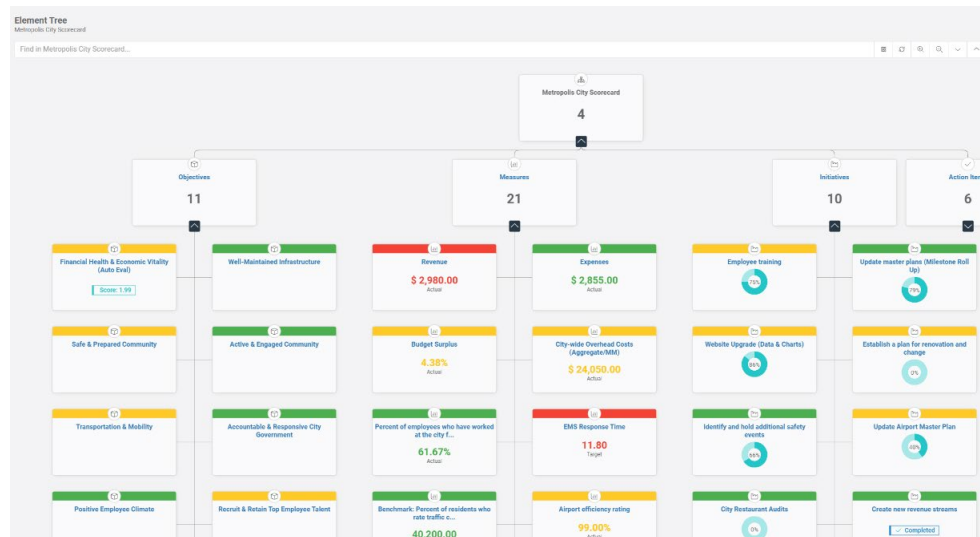 Element Tree
Metropolis City Scorecard
Find in Metropolis City Scorecard...
Metropolis City Scorecard
4
Objectives
11
Measures
21
Initiatives
10
Action Iter
6
Financial Health & Economic Vitality
(Auto Eval)
Score: 1.99
Well-Maintained Infrastructure
Revenue
$ 2,980.00
Actual
Expenses
$ 2,855.00
Actual
Employee training
75%
Update master plans (Milestone Roll
Up)
79%
Safe & Prepared Community
Active & Engaged Community
Budget Surplus
4.38%
Actual
City-wide Overhead Costs
(Aggregate/MM)
$ 24,050.00
Actual
Website Upgrade (Data & Charts)
86%
Establish a plan for renovation and
change
0%
Transportation & Mobility
Accountable & Responsive City
Government
Percent of employees who have worked
at the city f...
61.67%
Actual
EMS Response Time
11.80
Target
Identify and hold additional safety
events
66%
Update Airport Master Plan
40%
Positive Employee Climate
Recruit & Retain Top Employee Talent
Benchmark: Percent of residents who
rate traffic c...
40,200.00
Airport efficiency rating
99.00%
Actual
City Restaurant Audits
0%
Create new revenue streams
Completed